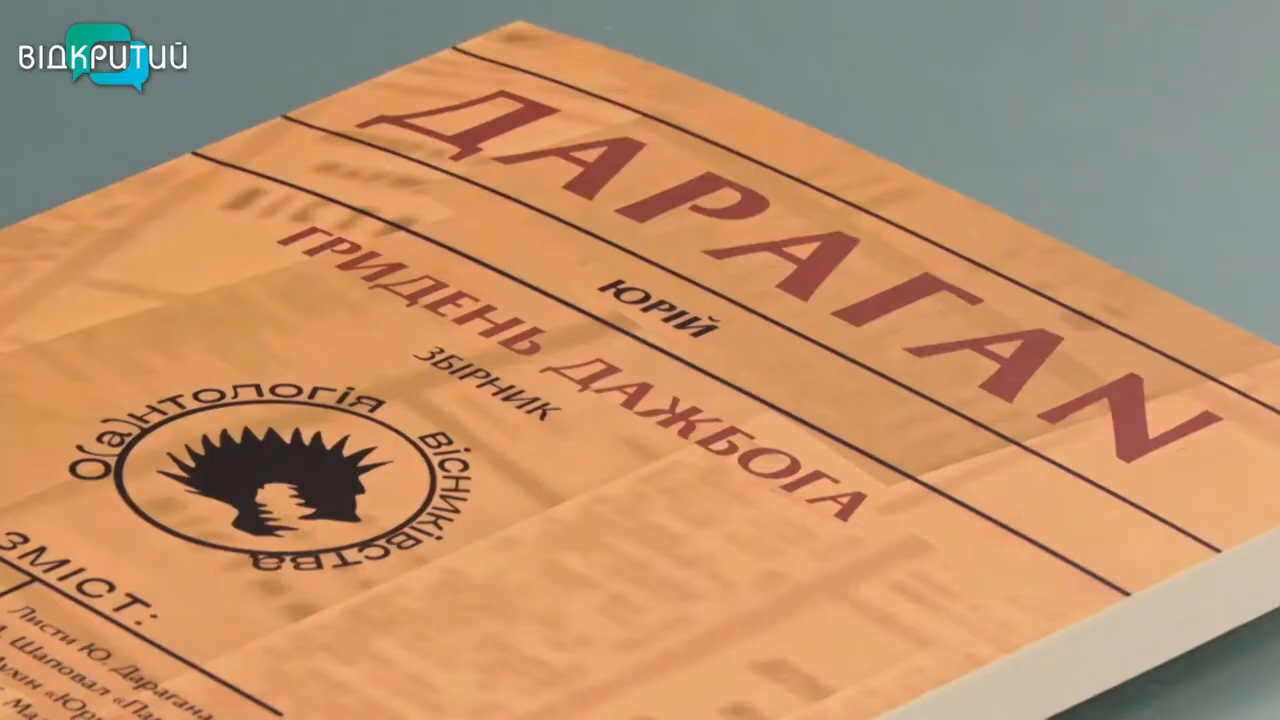 ВІДКРИТИЙ
ДАРАГАN
ЮРІЙ
ГРИДЕНЬ ДАЖБОГА
ЗБІРНИК
О(а)нтологія вісниківства
ЗМІСТ:
Листи Ю. Дарагана
Шаповал